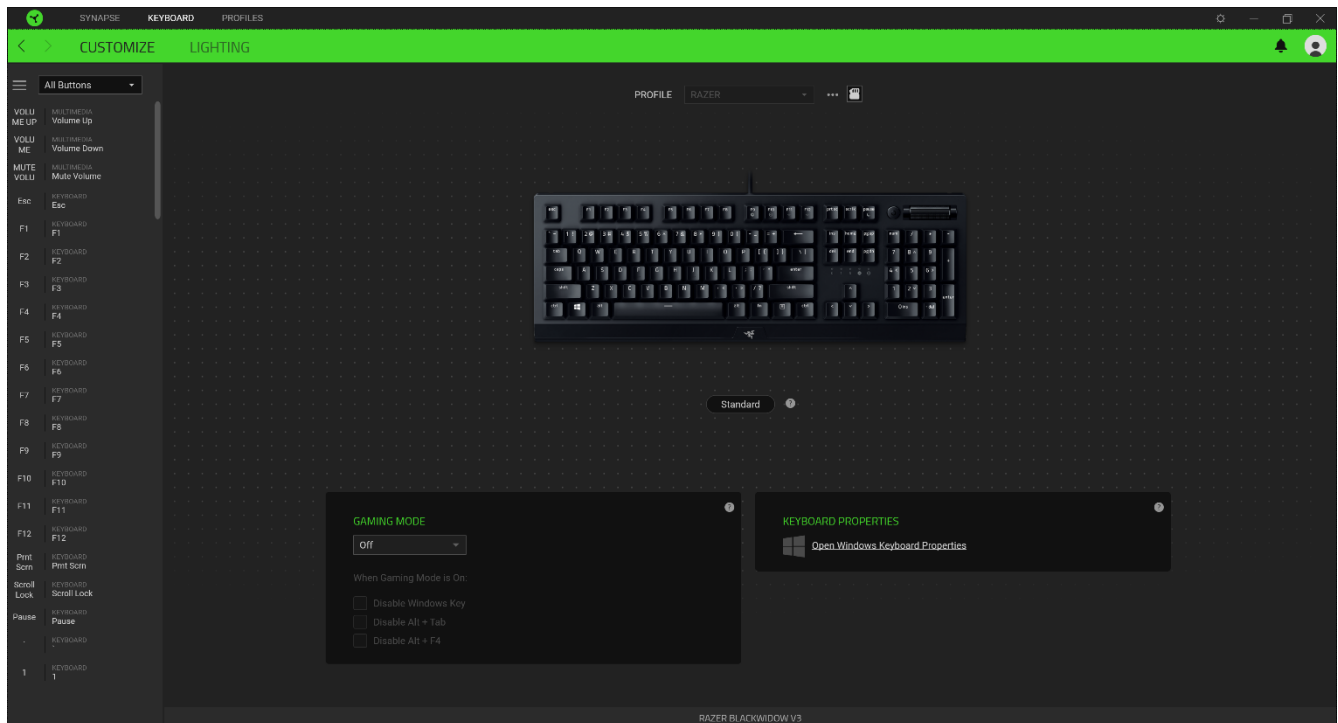 SYNAPSE KEYBOARD PROFILES
CUSTOMIZE LIGHTING
All Buttons
PROFILE RAZER
VOLU
ME UP
MULTIMEDIA
Volume Up
VOLU
ME
MULTIMEDIA
Volume Down
MUTE
VOLU
MULTIMEDIA
Mute Volume
Esc
KEYBOARD
Esc
F1
KEYBOARD
F1
F2
KEYBOARD
F2
F3
KEYBOARD
F3
F4
KEYBOARD
F4
F5
KEYBOARD
F5
F6
KEYBOARD
F6
F7
KEYBOARD
F7
F8
KEYBOARD
F8
F9
KEYBOARD
F9
F10
KEYBOARD
F10
F11
KEYBOARD
F11
F12
KEYBOARD
F12
Prnt
Scrn
KEYBOARD
Prnt Scrn
Scroll
Lock
KEYBOARD
Scroll Lock
Pause
KEYBOARD
Pause
KEYBOARD
1
KEYBOARD
1
Standard
GAMING MODE
Off
When Gaming Mode is On:
Disable Windows Key
Disable Alt + Tab
Disable Alt + F4
KEYBOARD PROPERTIES
Open Windows Keyboard Properties
RAZER BLACKWIDOW V3